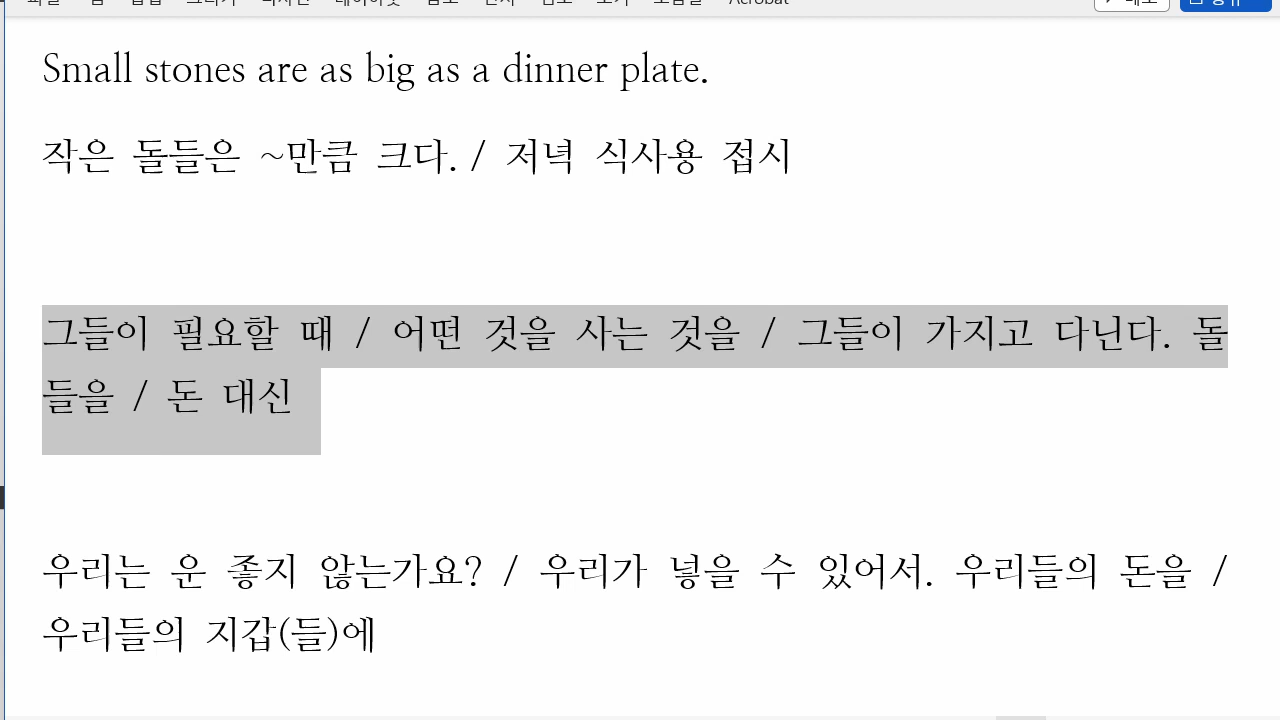 Acrobat
Small stones are as big as a dinner plate.
작은 돌들은 ~만큼 크다. / 저녁 식사용 접시
그들이 필요할 때 / 어떤 것을 사는 것을 / 그들이 가지고 다닌다. 돌
들을 / 돈 대신
우리는 운 좋지 않는가요? / 우리가 넣을 수 있어서. 우리들의 돈을 /
우리들의 지갑(들)에